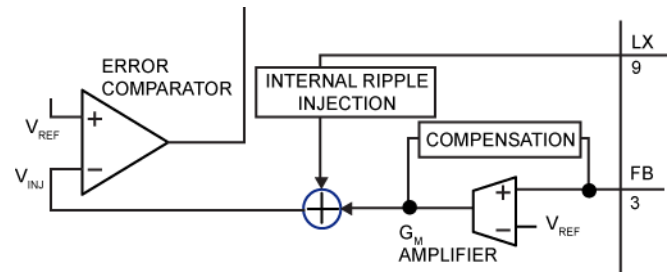 LX
9
ERROR
COMPARATOR
INTERNAL RIPPLE
INJECTION
+
VREF
−
VINJ
COMPENSATION
FB
3
+
−
VREF
GM
AMPLIFIER